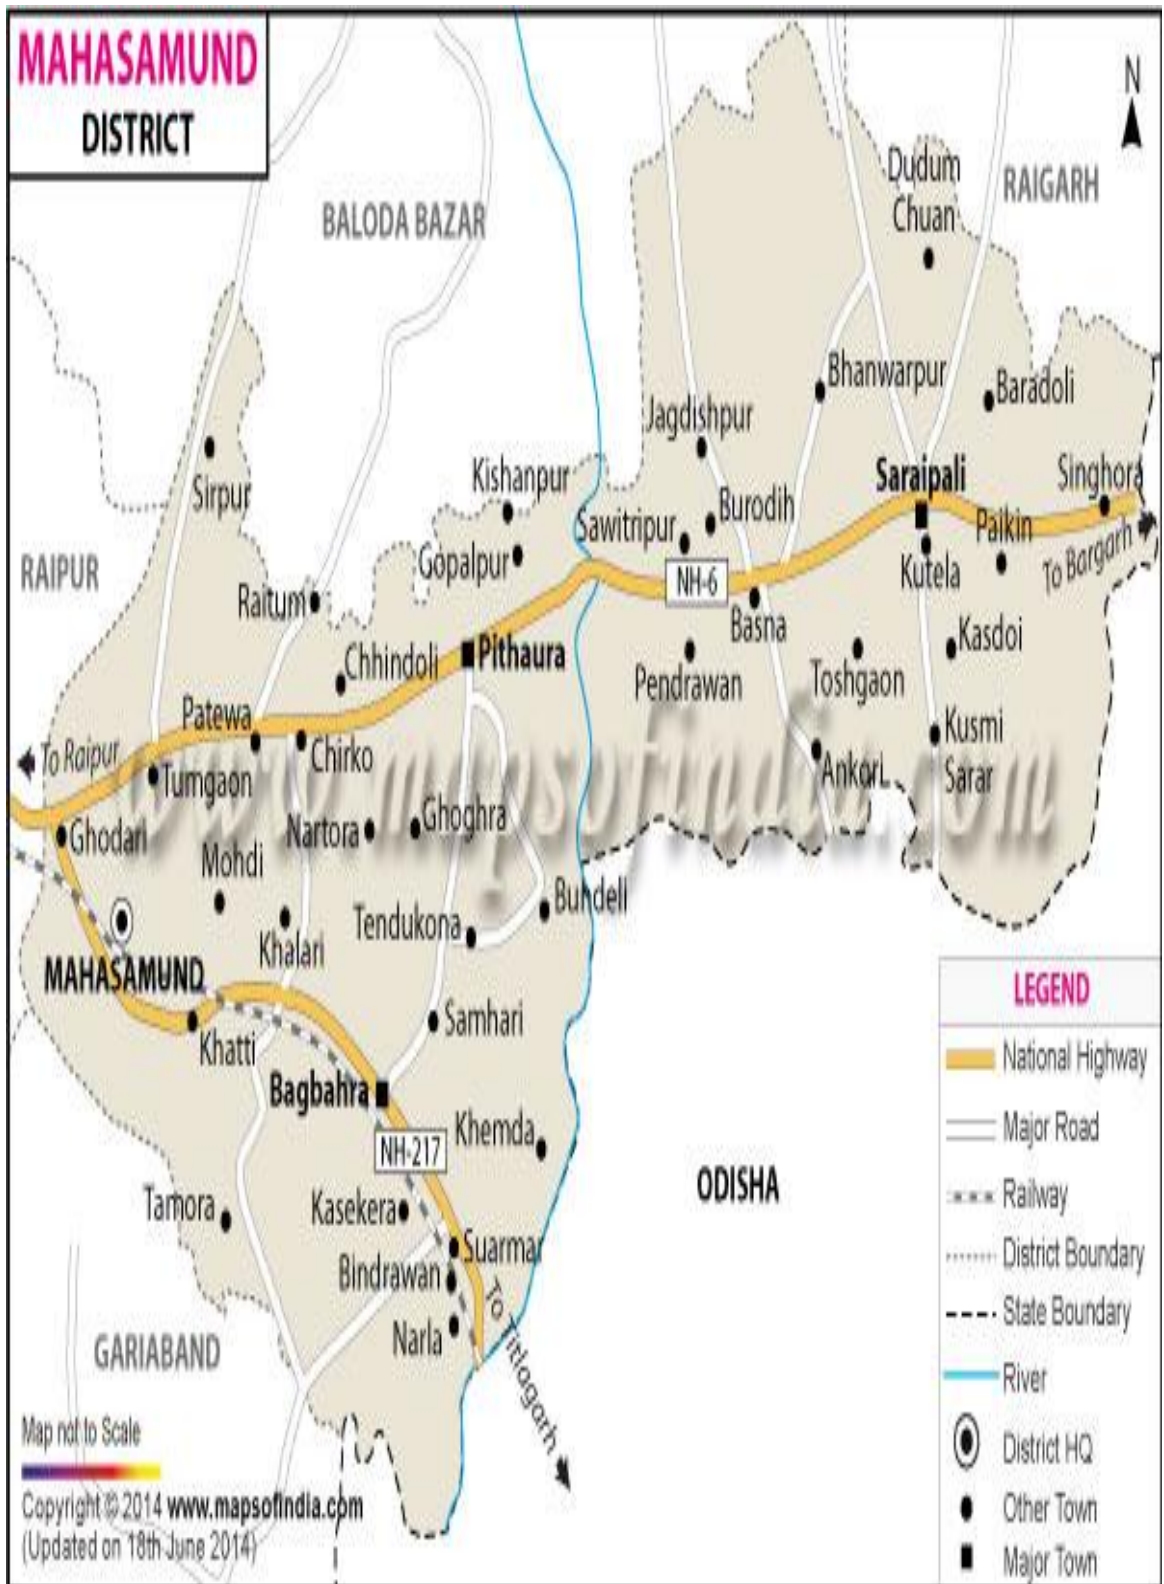 MAHASAMUND
DISTRICT
N
Dudum
Chuan
RAIGARH
BALODA BAZAR
Bhanwarpur
Baradoli
Jagdishpur
Sirpur
Kishanpur
Saraipali
Singhora
Sawitripur
Burodih
Paikin
Gopalpur
NH-6
Kutela
To Bargarh
RAIPUR
Raitum
Basna
Kasdoi
Chhindoli
Pithaura
Pendrawan
Toshgaon
Patewa
Kusmi
Sarar
To Raipur
Chirko
Tumgaon
Ankori
www.mapsofindia.com
Ghodari
Nartora
Ghoghra
Mohdi
Bundeli
Tendukona
Khalari
MAHASAMUND
Samhari
Khatti
Bagbahra
Khemda
NH-217
ODISHA
Tamora
Kasekera
Suarmar
Bindrawan
Narla
To Titlagarh
GARIABAND
LEGEND
National Highway
Major Road
Railway
District Boundary
State Boundary
River
District HQ
Other Town
Major Town
Map not to Scale
Copyright © 2014 www.mapsofindia.com
(Updated on 18th June 2014)